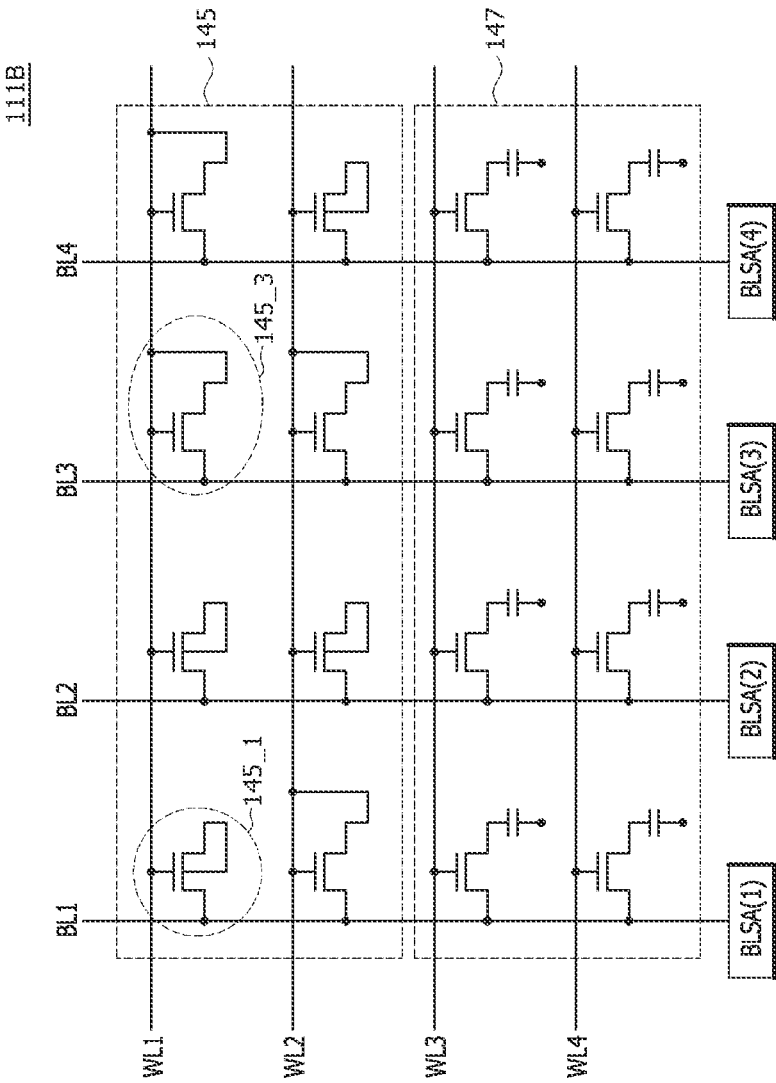 111B
BL1
BL2
BL3
BL4
WL1
WL2
WL3
WL4
145
145_1
145_3
147
BLSA(1)
BLSA(2)
BLSA(3)
BLSA(4)